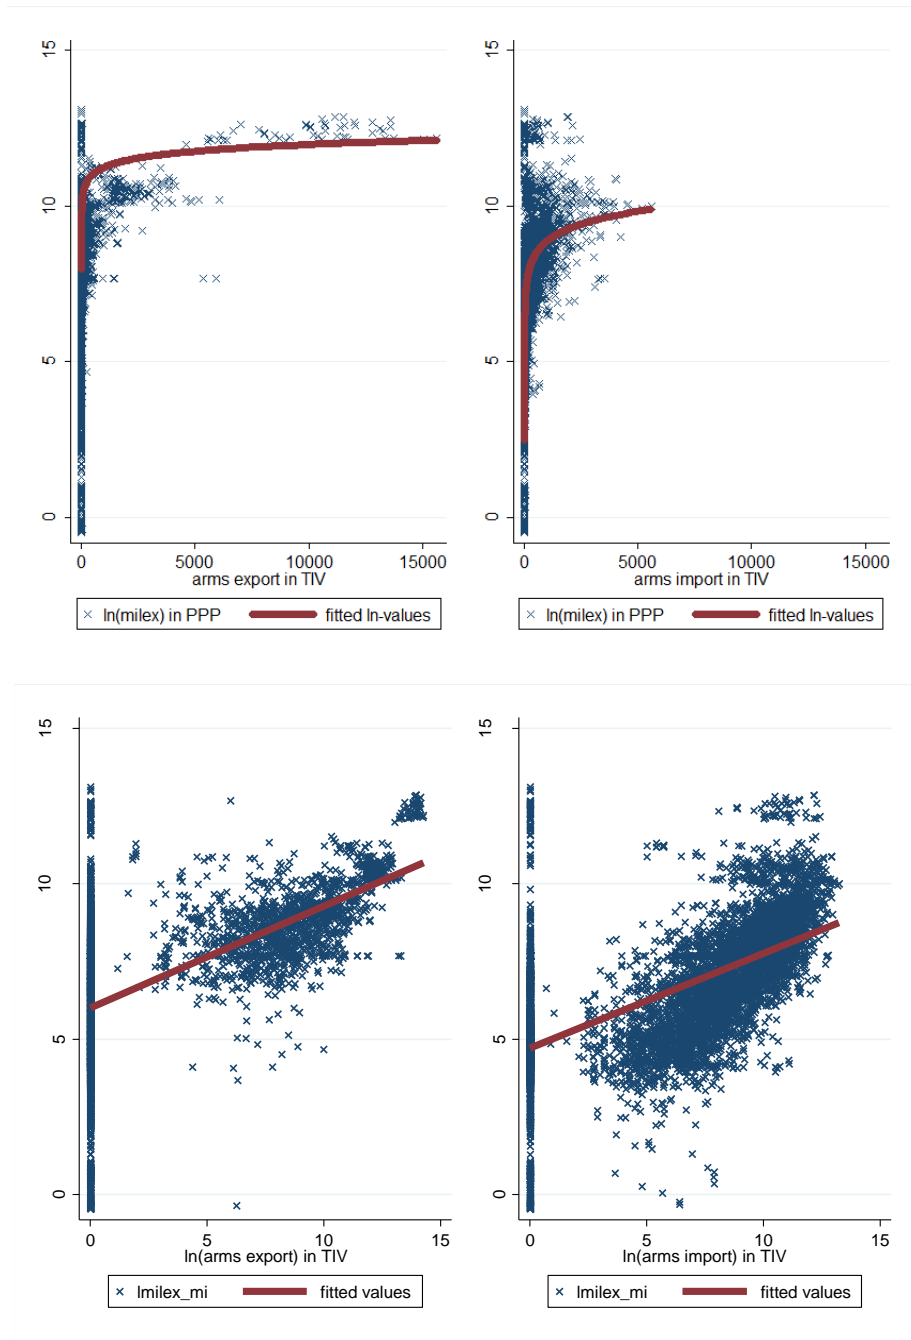 15
10
5
0
0 5000 10000 15000
arms export in TIV
ln(milex) in PPP fitted ln-values
15
10
5
0
0 5000 10000 15000
arms import in TIV
ln(milex) in PPP fitted ln-values
15
10
5
0
0 5 10 15
ln(arms export) in TIV
lmilex_mi fitted values
15
10
5
0
0 5 10 15
ln(arms import) in TIV
lmilex_mi fitted values